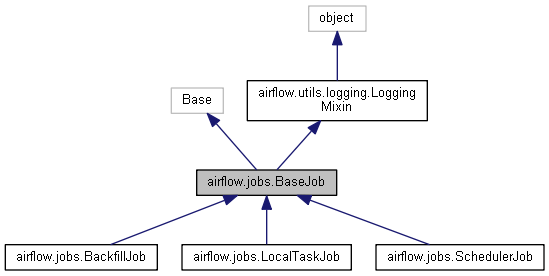 object
airflow.utils.logging.Logging
Mixin
Base
airflow.jobs.BaseJob
airflow.jobs.BackfillJob
airflow.jobs.LocalTaskJob
airflow.jobs.SchedulerJob